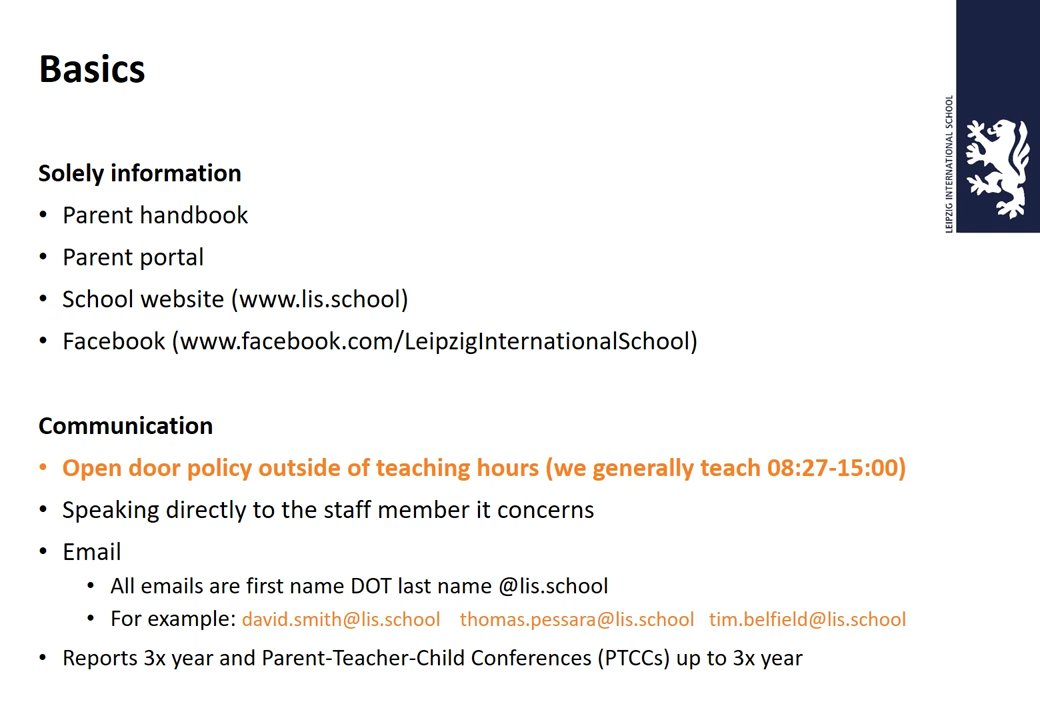 Basics
LEIPZIG INTERNATIONAL SCHOOL
Solely information
• Parent handbook
• Parent portal
• School website (www.lis.school)
• Facebook (www.facebook.com/LeipzigInternationalSchool)
Communication
• Open door policy outside of teaching hours (we generally teach 08:27-15:00)
• Speaking directly to the staff member it concerns
• Email
• All emails are first name DOT last name @lis.school
• For example: david.smith@lis.school thomas.pessara@lis.school tim.belfield@lis.school
• Reports 3x year and Parent-Teacher-Child Conferences (PTCCs) up to 3x year